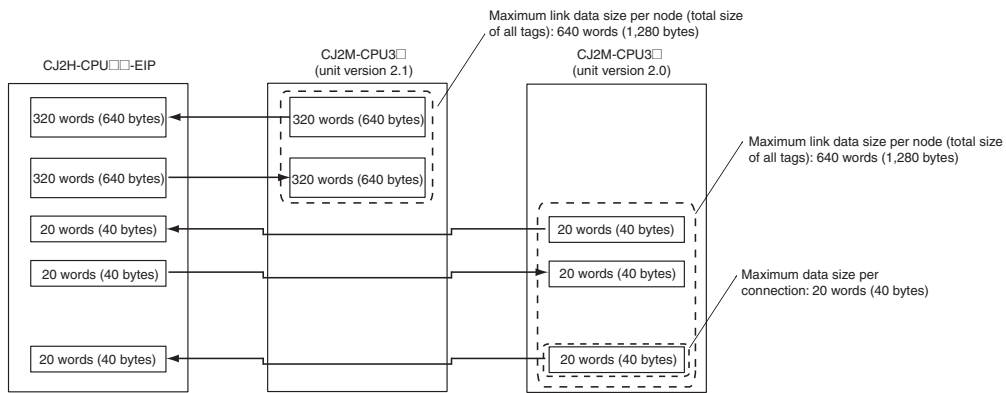 Maximum link data size per node (total size
of all tags): 640 words (1,280 bytes)
CJ2H-CPU□□-EIP
CJ2M-CPU3□
(unit version 2.1)
CJ2M-CPU3□
(unit version 2.0)
320 words (640 bytes)
320 words (640 bytes)
Maximum link data size per node (total size
of all tags): 640 words (1,280 bytes)
320 words (640 bytes)
320 words (640 bytes)
20 words (40 bytes)
20 words (40 bytes)
20 words (40 bytes)
20 words (40 bytes)
Maximum data size per
connection: 20 words (40 bytes)
20 words (40 bytes)
20 words (40 bytes)